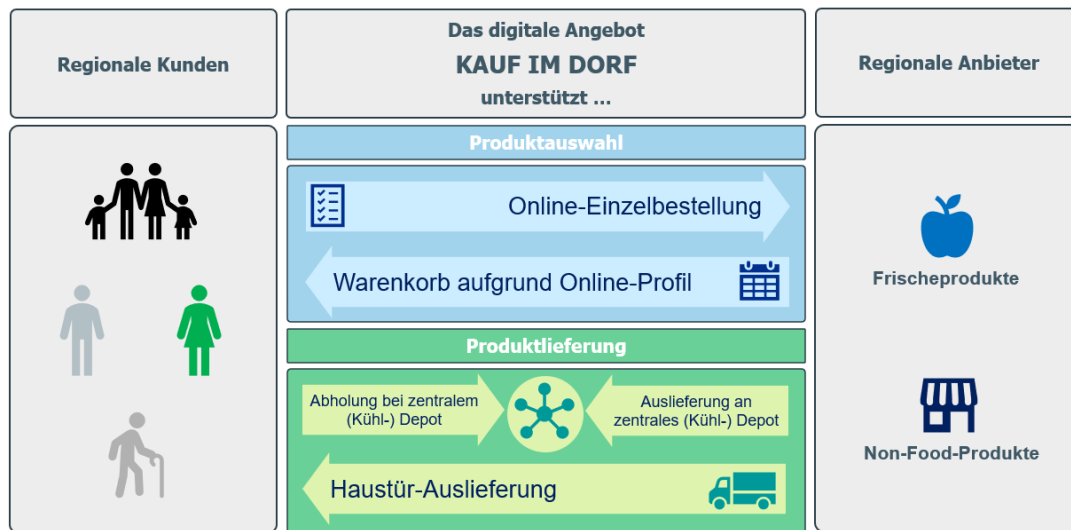 Regionale Kunden
Das digitale Angebot
KAUF IM DORF
unterstützt ...
Regionale Anbieter
Produktauswahl
Online-Einzelbestellung
Warenkorb aufgrund Online-Profil
Produktlieferung
Abholung bei zentralem
(Kühl-) Depot
Auslieferung an
zentrales (Kühl-) Depot
Haustür-Auslieferung
Frischeprodukte
Non-Food-Produkte